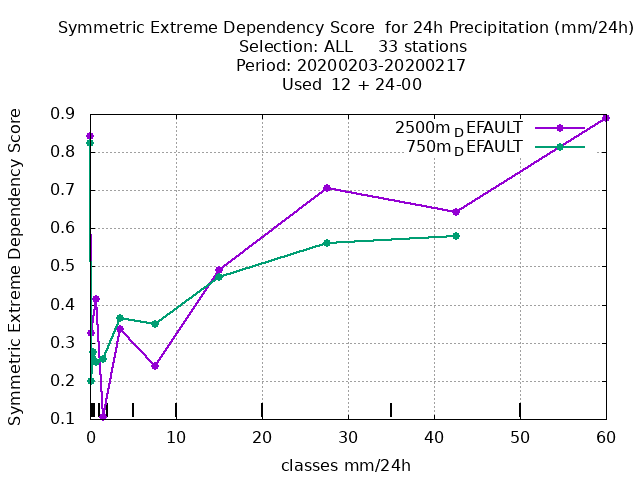 Symmetric Extreme Dependency Score  for 24h Precipitation (mm/24h)
Selection: ALL     33 stations
Period: 20200203-20200217
Used  12 + 24-00
Symmetric Extreme Dependency Score
0.9
0.8
0.7
0.6
0.5
0.4
0.3
0.2
0.1
2500m_DEFAULT
750m_DEFAULT
0 10 20 30 40 50 60
classes mm/24h